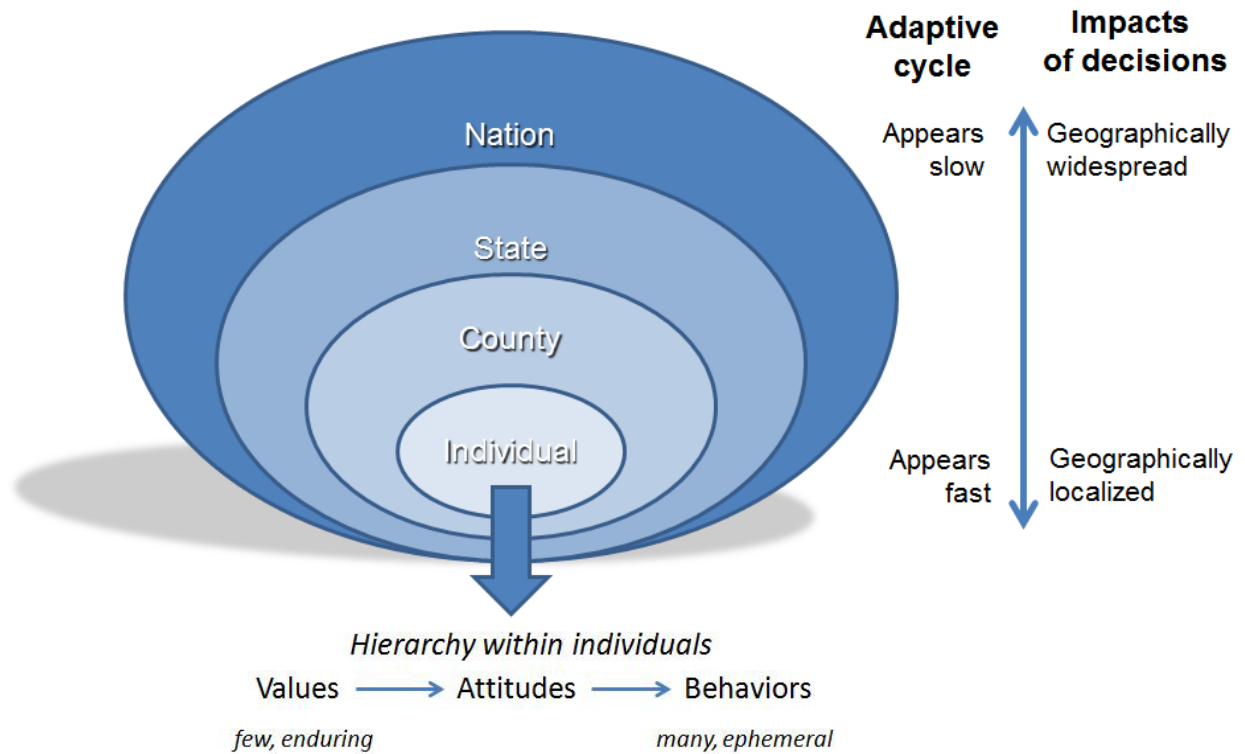 Adaptive
cycle
Impacts
of decisions
Nation
State
County
Individual
Appears
slow
Geographically
widespread
Appears
fast
Geographically
localized
Hierarchy within individuals
Values
Attitudes
Behaviors
few, enduring
many, ephemeral